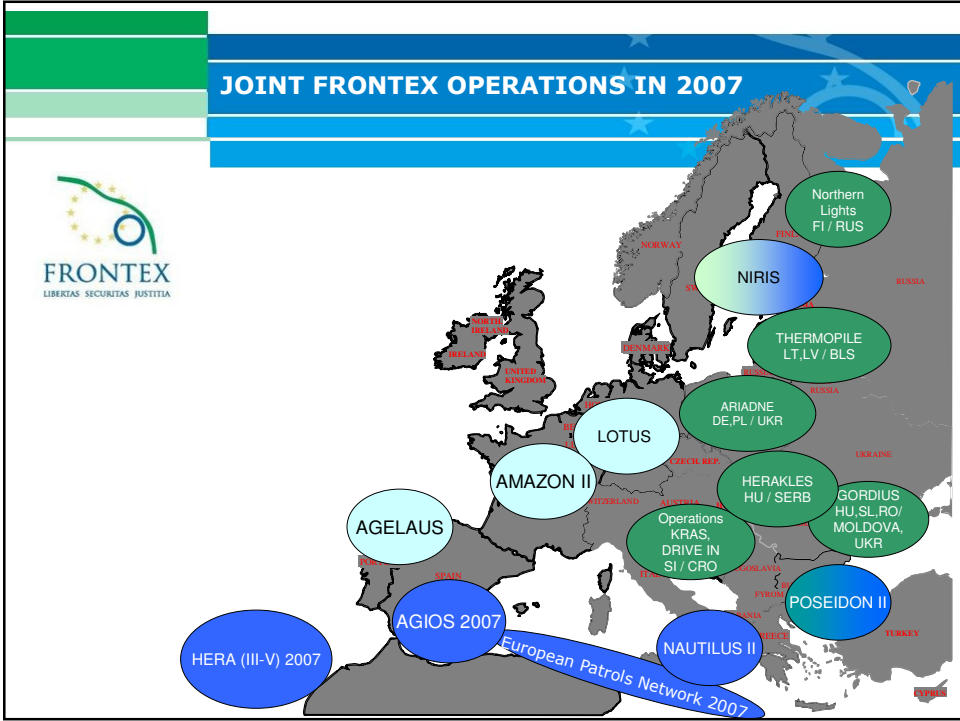 JOINT FRONTEX OPERATIONS IN 2007
FRONTEX
LIBERTAS SECURITAS JUSTITIA
Northern
Lights
FI / RUS
NORWAY
NIRIS
RUSSIA
NORTH
IRELAND
IRELAND
UNITED
KINGDOM
DENMARK
THERMOPILE
LT,LV / BLS
RUSSIA
ARIADNE
DE,PL / UKR
LOTUS
CZECH. REP.
UKRAINE
AMAZON II
HERAKLES
HU / SERB
GORDIUS
HU,SL,RO/
MOLDOVA,
UKR
AGELAUS
Operations
KRAS,
DRIVE IN
SI / CRO
SPAIN
FYROM
POSEIDON II
TURKEY
AGIOS 2007
NAUTILUS II
HERA (III-V) 2007
European Patrols Network 2007
CYPRUS